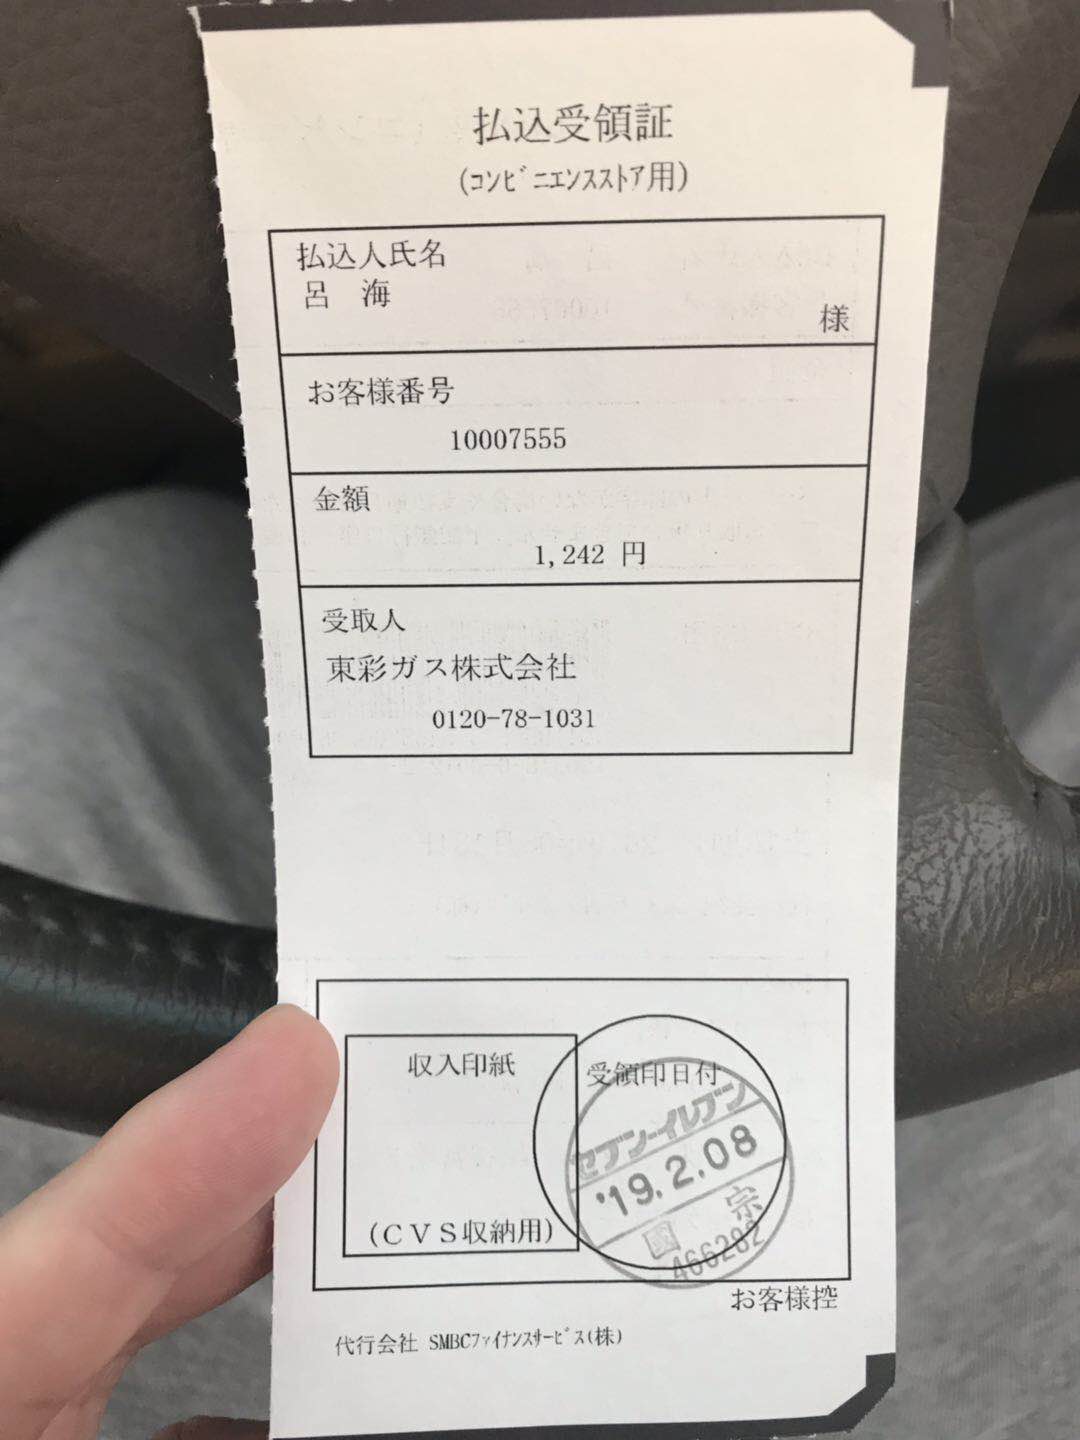 払込受領証
(コンビニエンスストア用)
払込人氏名
呂　海
様
お客様番号
10007555
金額
1,242 円
受取人
東彩ガス株式会社
0120-78-1031
収入印紙
(ＣＶＳ収納用)
受領印日付
セブン-イレブン
'19.2.08
宗
466202
お客様控
代行会社 SMBCファイナンスサービス(株)